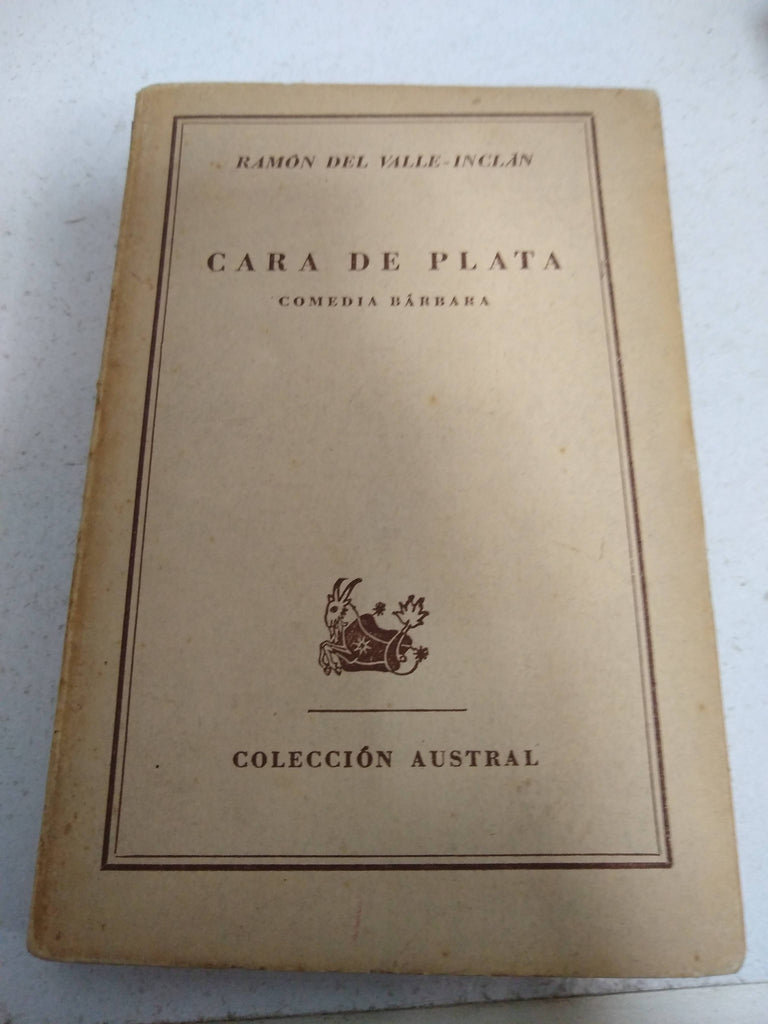 RAMÓN DEL VALLE-INCLÁN
CARA DE PLATA
COMEDIA BÁRBARA
COLECCIÓN AUSTRAL